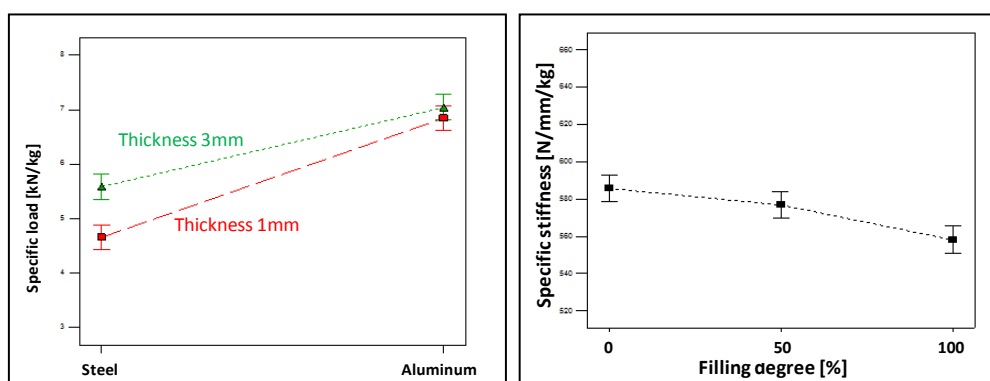 8
7
6
5
4
3
Specific load [kN/kg]
Thickness 3mm
Thickness 1mm
Steel
Aluminum
660
640
620
600
580
560
540
520
Specific stiffness [N/mm/kg]
0
50
100
Filling degree [%]